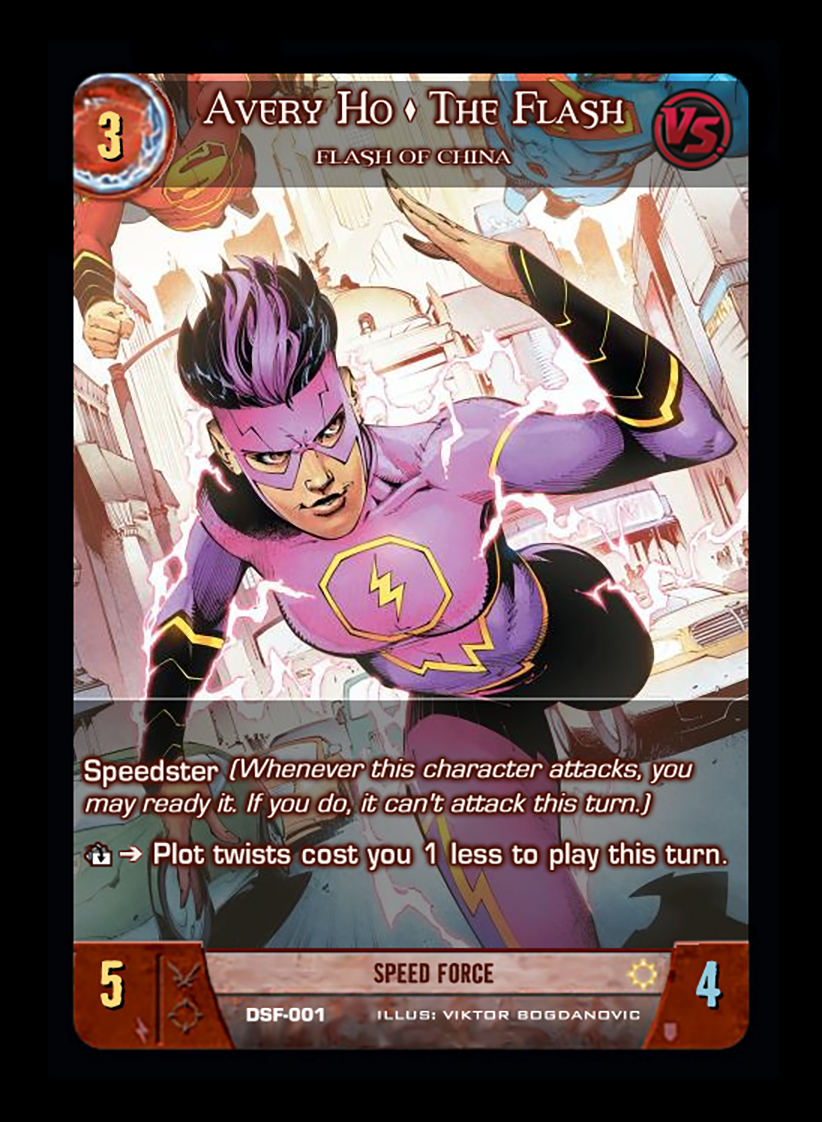 3
Avery Ho ♦ The Flash
VS.
Flash of China
Speedster (Whenever this character attacks, you
may ready it. If you do, it can't attack this turn.)
➔ Plot twists cost you 1 less to play this turn.
5
SPEED FORCE
4
DSF-001
ILLUS: VIKTOR BOGDANOVIC